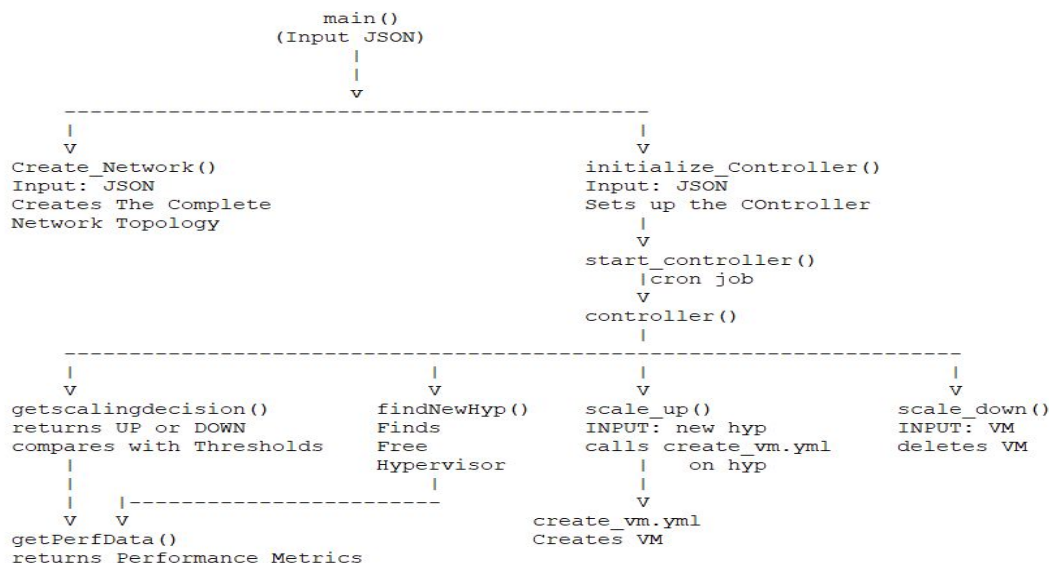 main()
(Input JSON)
Create_Network()
Input: JSON
Creates The Complete
Network Topology
initialize_Controller()
Input: JSON
Sets up the COntroller
start_controller()
cron job
controller()
getscalingdecision()
returns UP or DOWN
compares with Thresholds
findNewHyp()
Finds
Free
Hypervisor
scale_up()
INPUT: new hyp
calls create_vm.yml
on hyp
scale_down()
INPUT: VM
deletes VM
getPerfData()
returns Performance Metrics
create_vm.yml
Creates VM